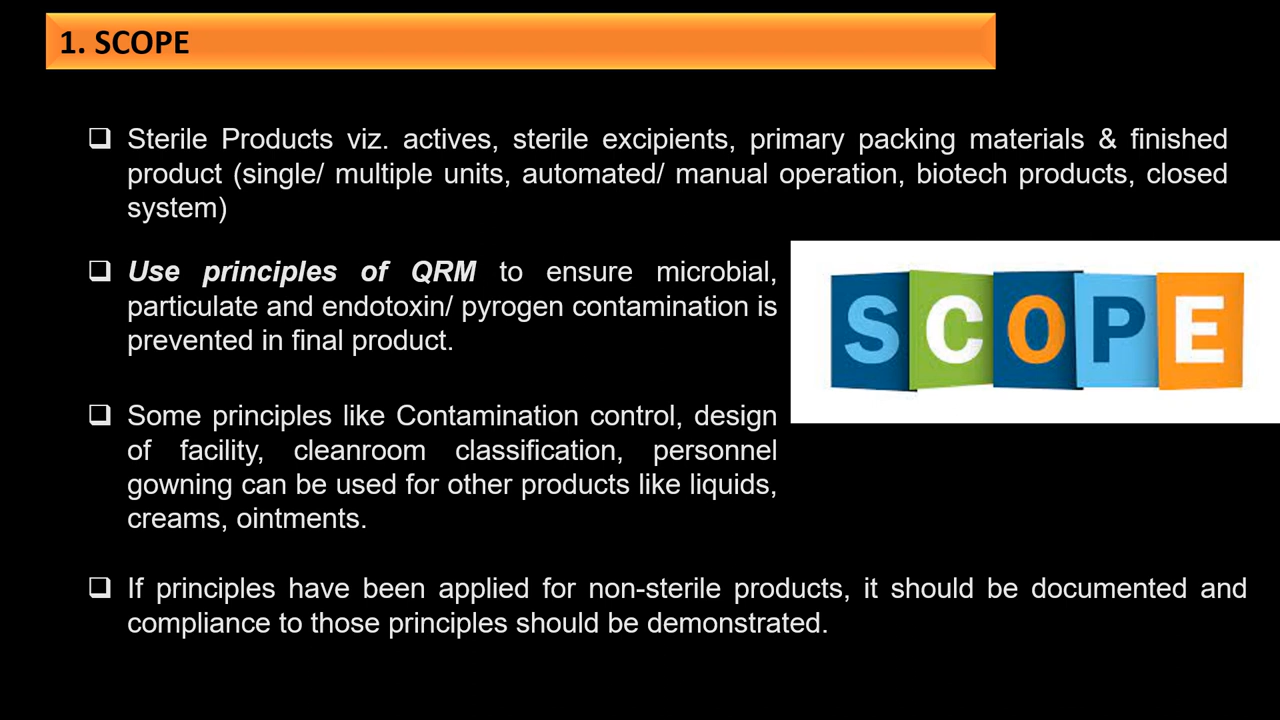 1. SCOPE
Sterile Products viz. actives, sterile excipients, primary packing materials & finished
product (single/ multiple units, automated/ manual operation, biotech products, closed
system)
Use principles of QRM to ensure microbial,
particulate and endotoxin/ pyrogen contamination is
prevented in final product.
SCOPE
Some principles like Contamination control, design
of facility, cleanroom classification, personnel
gowning can be used for other products like liquids,
creams, ointments.
If principles have been applied for non-sterile products, it should be documented and
compliance to those principles should be demonstrated.